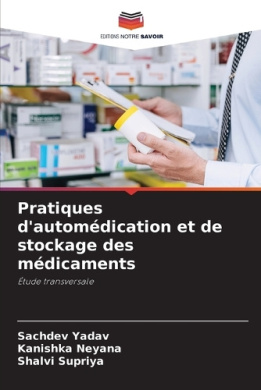 EDITIONS NOTRE SAVOIR
Pratiques
d'automédication et de
stockage des
médicaments
Étude transversale
Sachdev Yadav
Kanishka Neyana
Shalvi Supriya